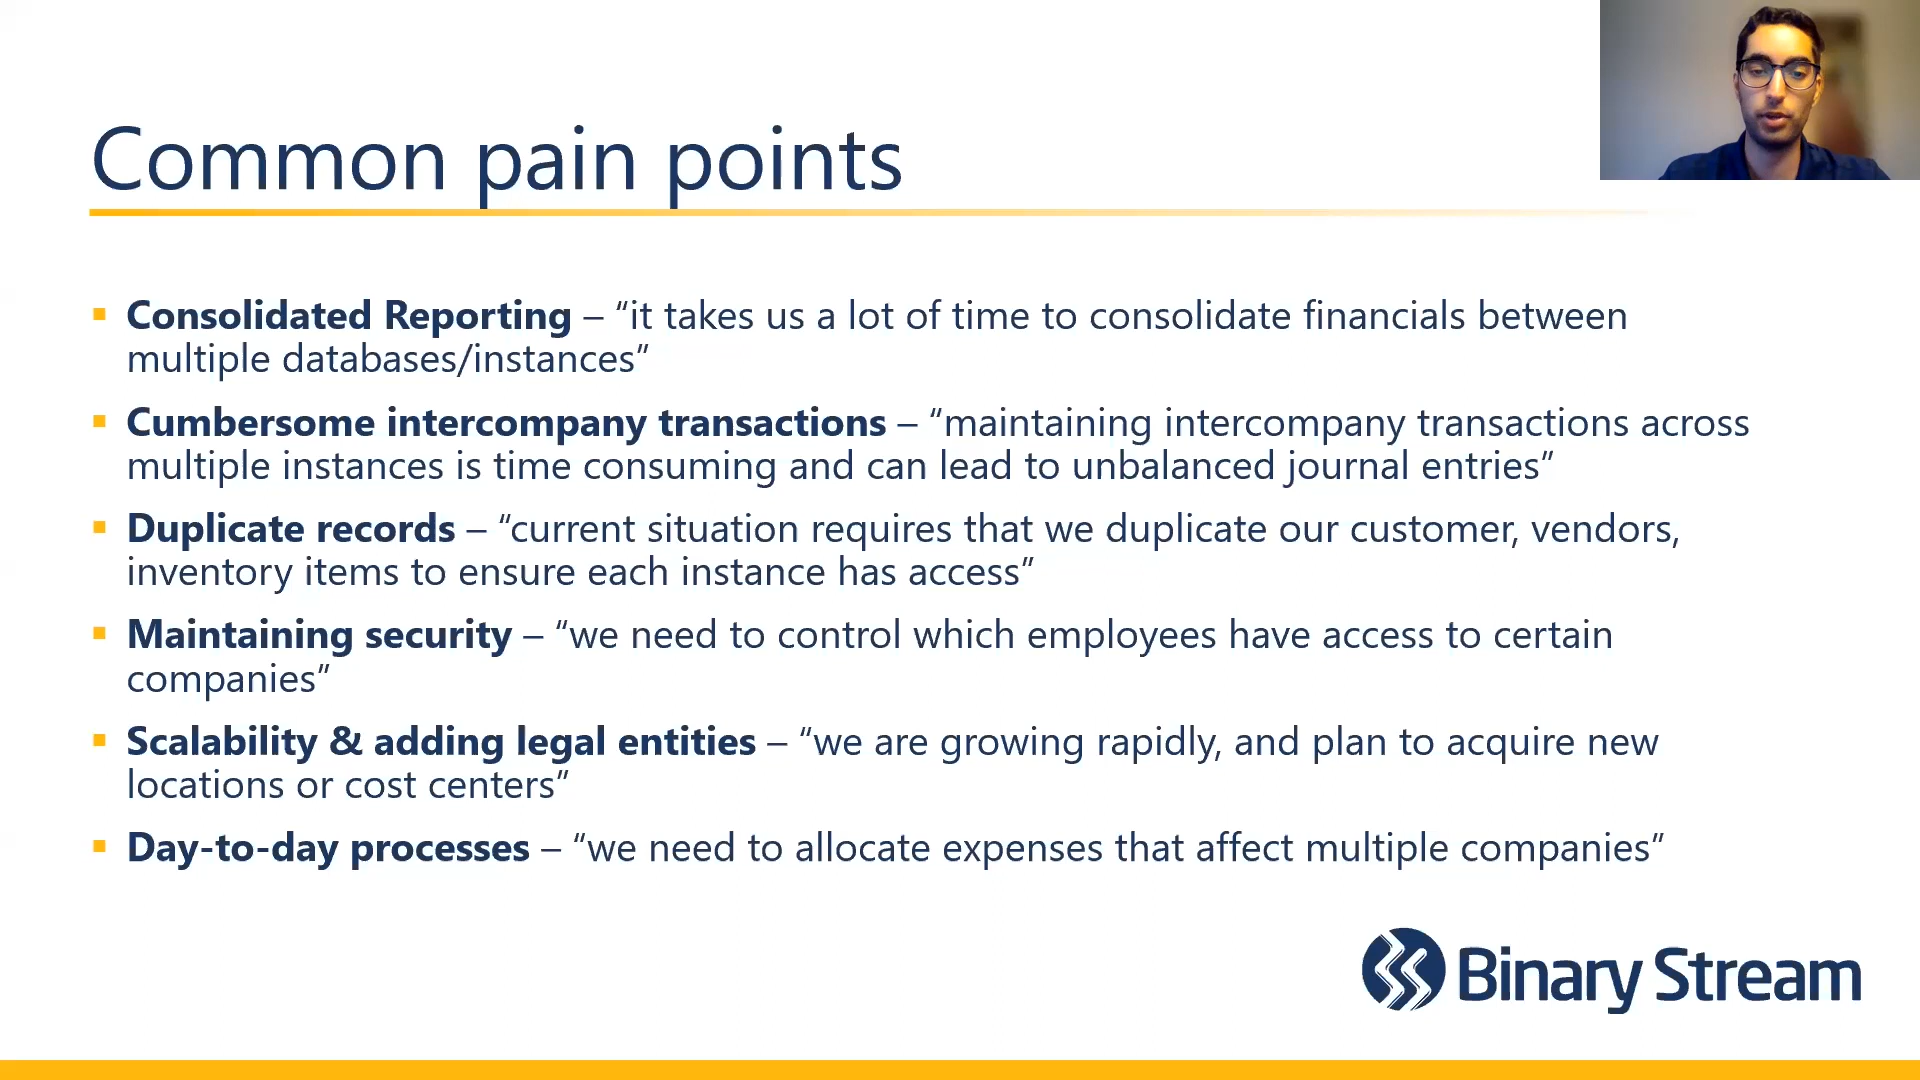 Common pain points
Consolidated Reporting – “it takes us a lot of time to consolidate financials between
multiple databases/instances”
Cumbersome intercompany transactions – “maintaining intercompany transactions across
multiple instances is time consuming and can lead to unbalanced journal entries”
Duplicate records – “current situation requires that we duplicate our customer, vendors,
inventory items to ensure each instance has access”
Maintaining security – “we need to control which employees have access to certain
companies”
Scalability & adding legal entities – “we are growing rapidly, and plan to acquire new
locations or cost centers”
Day-to-day processes – “we need to allocate expenses that affect multiple companies”
Binary Stream